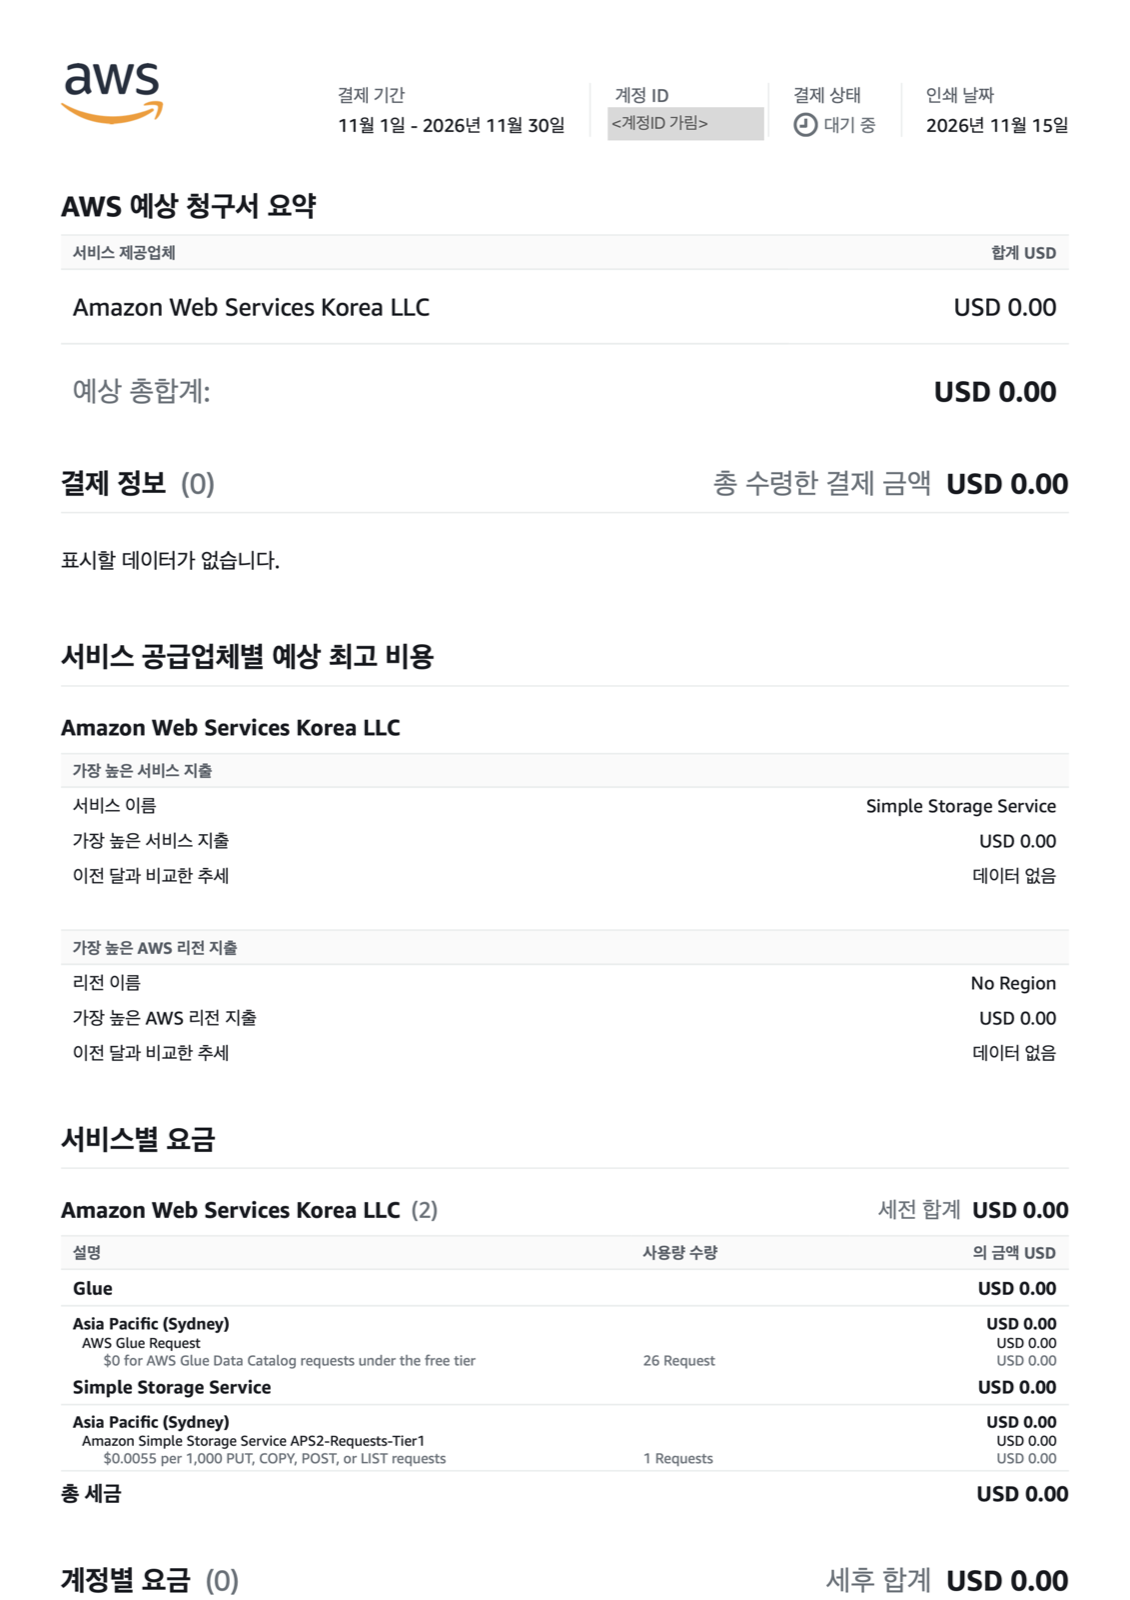 aws
결제 기간
11월 1일 - 2026년 11월 30일
계정 ID
<계정ID 가림>
결제 상태
대기 중
인쇄 날짜
2026년 11월 15일
AWS 예상 청구서 요약
서비스 제공업체 합계 USD
Amazon Web Services Korea LLC USD 0.00
예상 총합계: USD 0.00
결제 정보 (0) 총 수령한 결제 금액 USD 0.00
표시할 데이터가 없습니다.
서비스 공급업체별 예상 최고 비용
Amazon Web Services Korea LLC
가장 높은 서비스 지출
서비스 이름 Simple Storage Service
가장 높은 서비스 지출 USD 0.00
이전 달과 비교한 추세 데이터 없음
가장 높은 AWS 리전 지출
리전 이름 No Region
가장 높은 AWS 리전 지출 USD 0.00
이전 달과 비교한 추세 데이터 없음
서비스별 요금
Amazon Web Services Korea LLC (2) 세전 합계 USD 0.00
설명 사용량 수량 의 금액 USD
Glue USD 0.00
Asia Pacific (Sydney) USD 0.00
AWS Glue Request USD 0.00
$0 for AWS Glue Data Catalog requests under the free tier 26 Request USD 0.00
Simple Storage Service USD 0.00
Asia Pacific (Sydney) USD 0.00
Amazon Simple Storage Service APS2-Requests-Tier1 USD 0.00
$0.0055 per 1,000 PUT, COPY, POST, or LIST requests 1 Requests USD 0.00
총 세금 USD 0.00
계정별 요금 (0) 세후 합계 USD 0.00